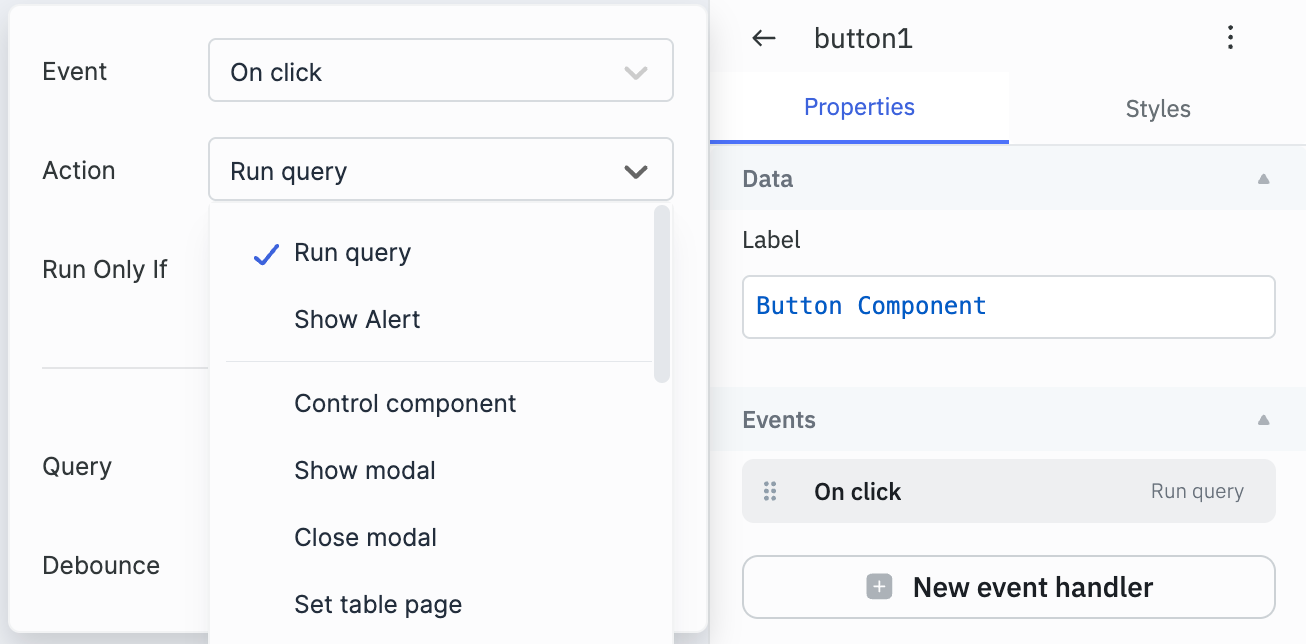 Event
On click
Action
Run query
Run query
Show Alert
Run Only If
Control component
Show modal
Query
Close modal
Debounce
Set table page
button1
Properties
Styles
Data
Label
Button Component
Events
On click
Run query
New event handler